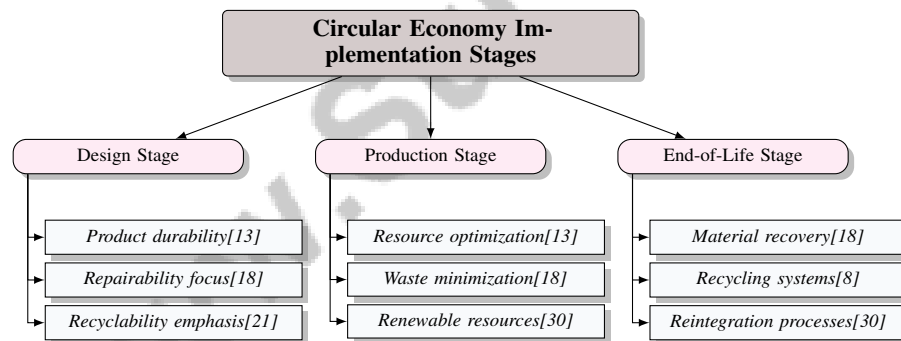 Circular Economy Im-
plementation Stages
Design Stage
Production Stage
End-of-Life Stage
Product durability[13]
Resource optimization[13]
Material recovery[18]
Repairability focus[18]
Waste minimization[18]
Recycling systems[8]
Recyclability emphasis[21]
Renewable resources[30]
Reintegration processes[30]